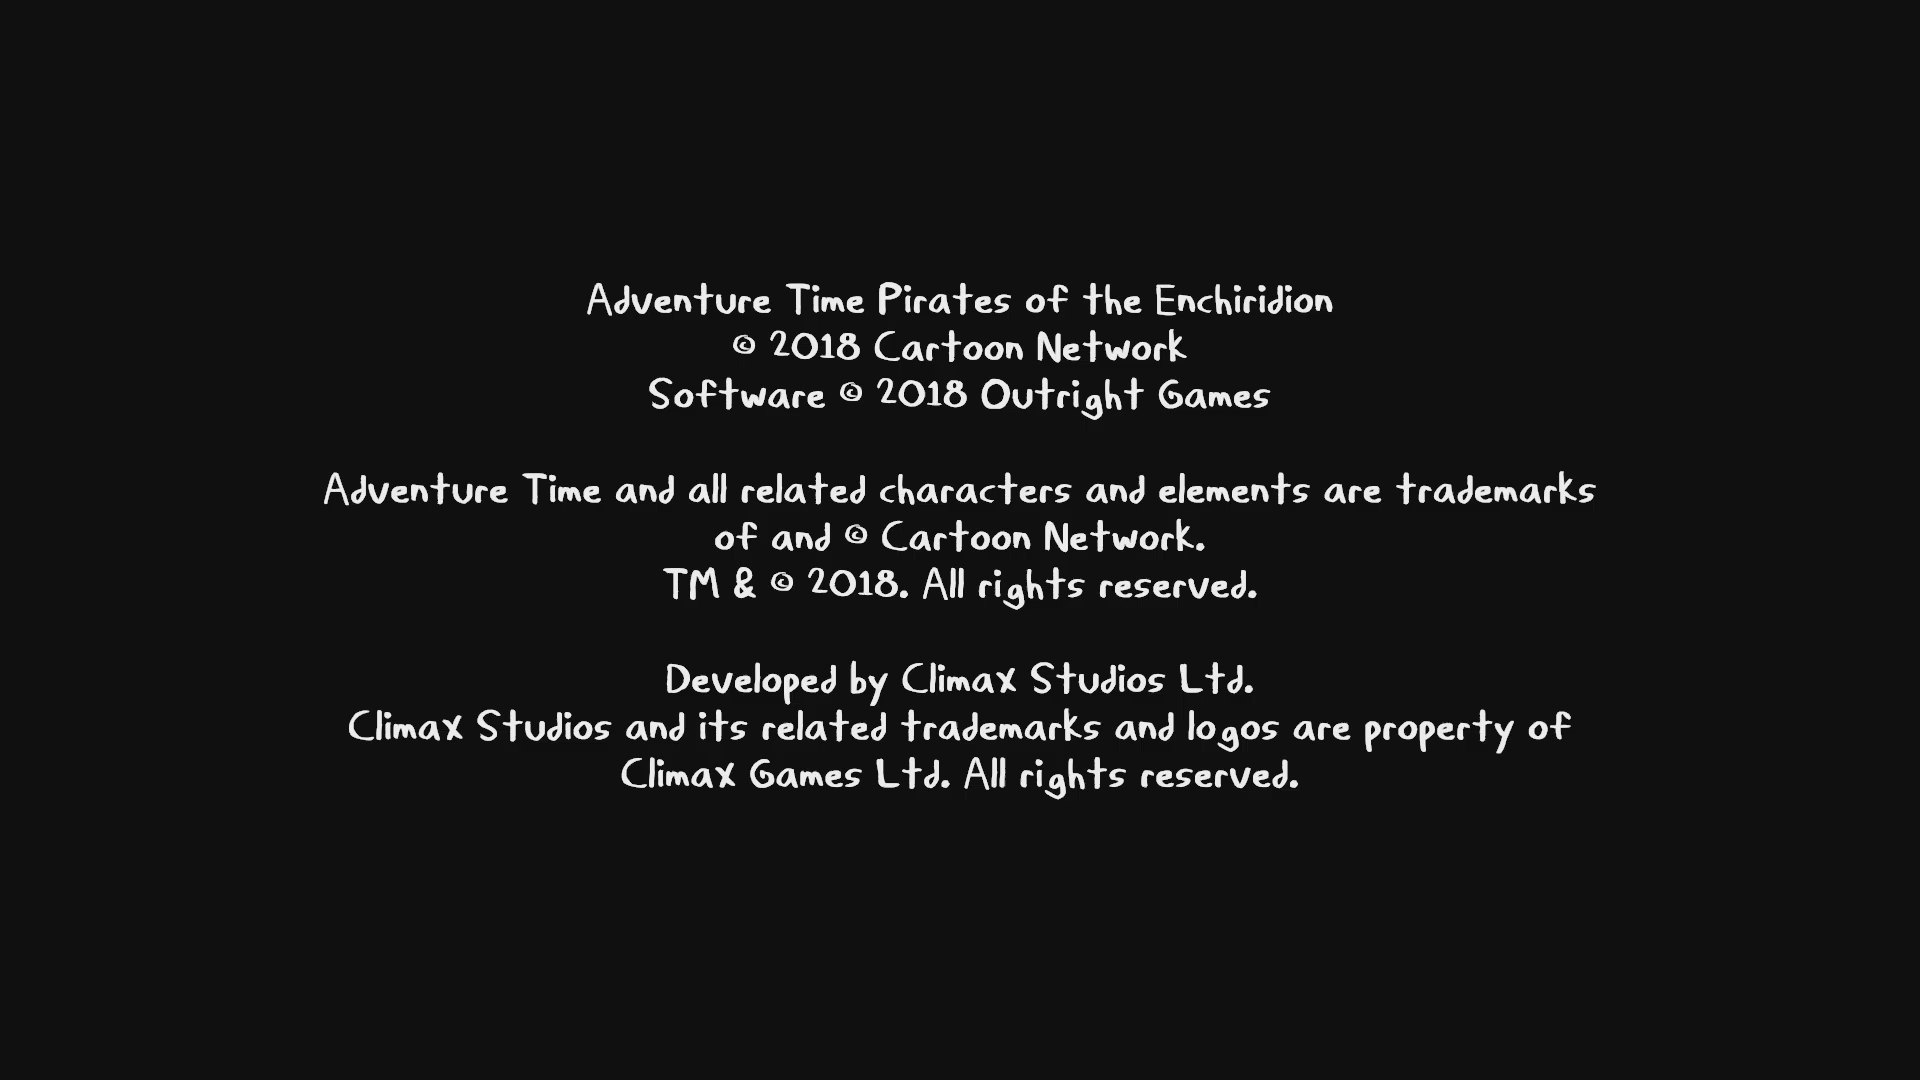 Adventure Time Pirates of the Enchiridion
© 2018 Cartoon Network
Software © 2018 Outright Games
Adventure Time and all related characters and elements are trademarks
of and © Cartoon Network.
TM & © 2018. All rights reserved.
Developed by Climax Studios Ltd.
Climax Studios and its related trademarks and logos are property of
Climax Games Ltd. All rights reserved.